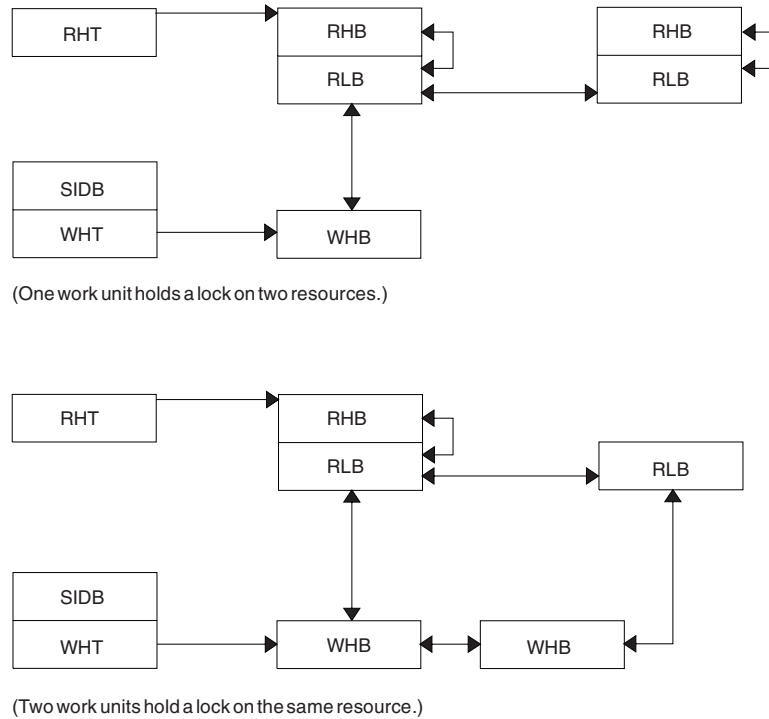 RHT
RHB
RHB
RLB
RLB
SIDB
WHT
WHB
(One work unit holds a lock on two resources.)
RHT
RHB
RLB
RLB
SIDB
WHT
WHB
WHB
(Two work units hold a lock on the same resource.)